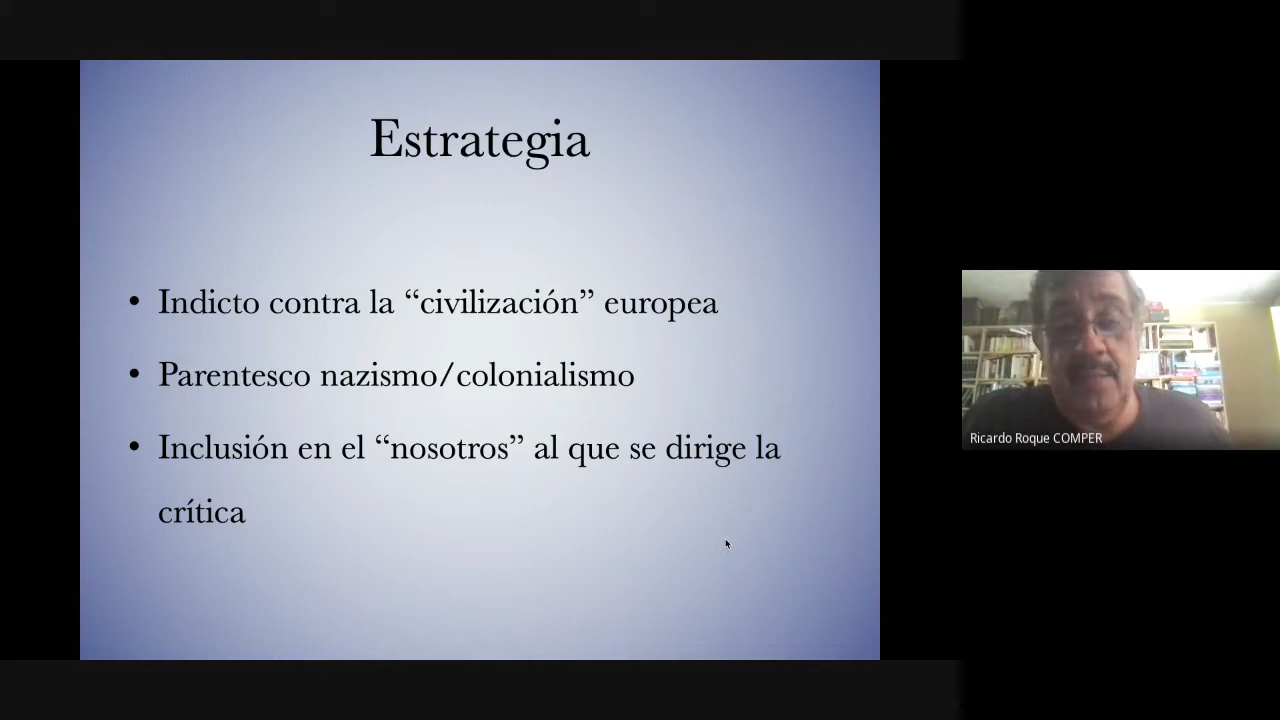 Estrategia
• Indicto contra la “civilización” europea
• Parentesco nazismo/colonialismo
• Inclusión en el “nosotros” al que se dirige la
crítica
Ricardo Roque COMPER